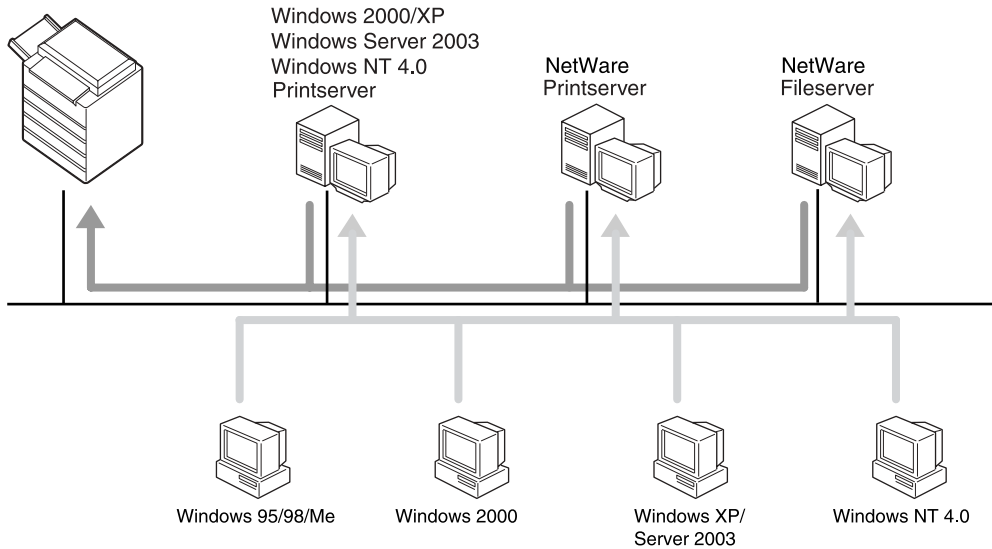 Windows 2000/XP
Windows Server 2003
Windows NT 4.0
Printserver
NetWare
Printserver
NetWare
Fileserver
Windows 95/98/Me
Windows 2000
Windows XP/
Server 2003
Windows NT 4.0